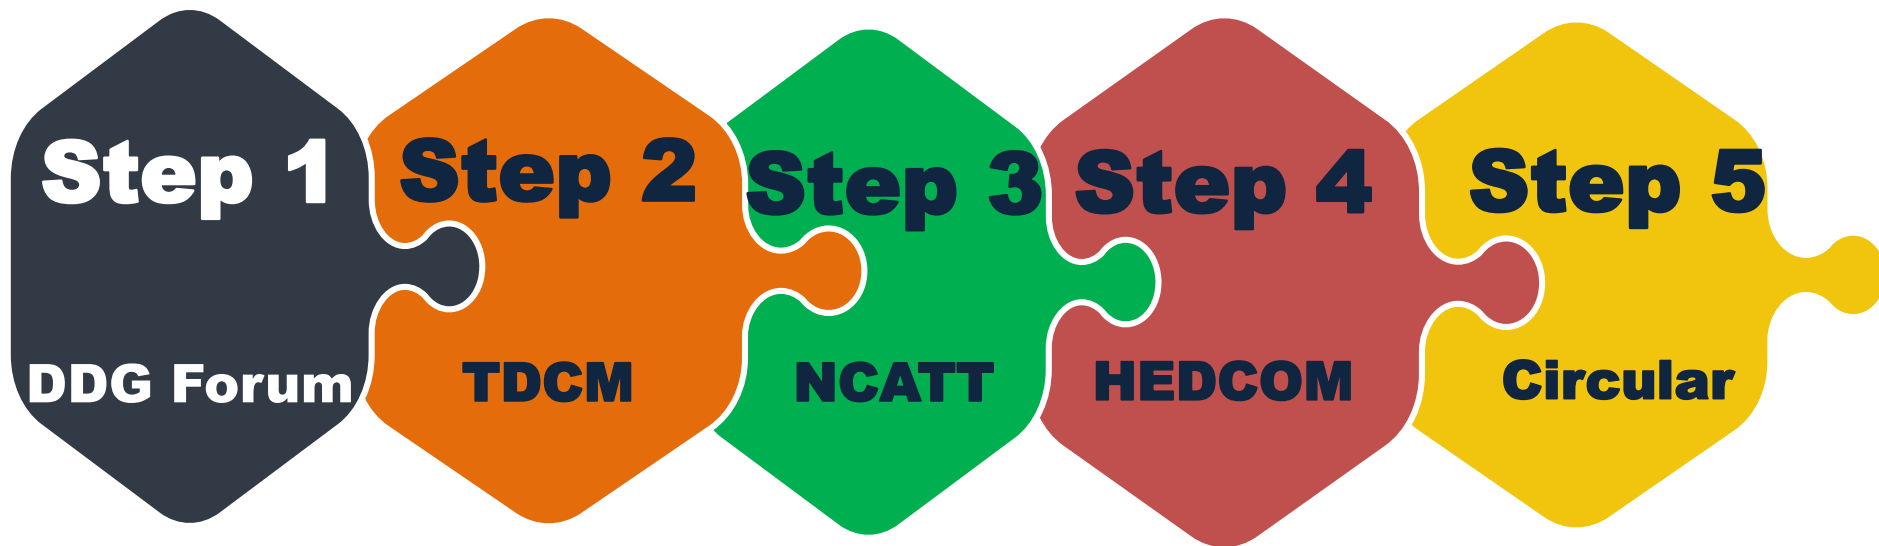 Step 1
DDG Forum
Step 2
TDCM
Step 3
NCATT
Step 4
HEDCOM
Step 5
Circular